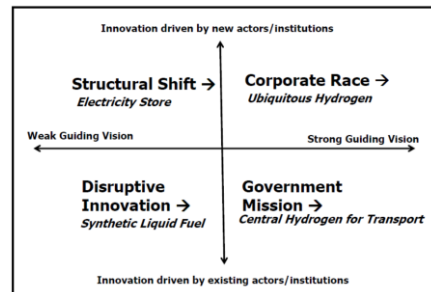 Innovation driven by new actors/institutions
Structural Shift →
Electricity Store
Corporate Race →
Ubiquitous Hydrogen
Weak Guiding Vision
Strong Guiding Vision
Disruptive
Innovation →
Synthetic Liquid Fuel
Government
Mission →
Central Hydrogen for Transport
Innovation driven by existing actors/institutions